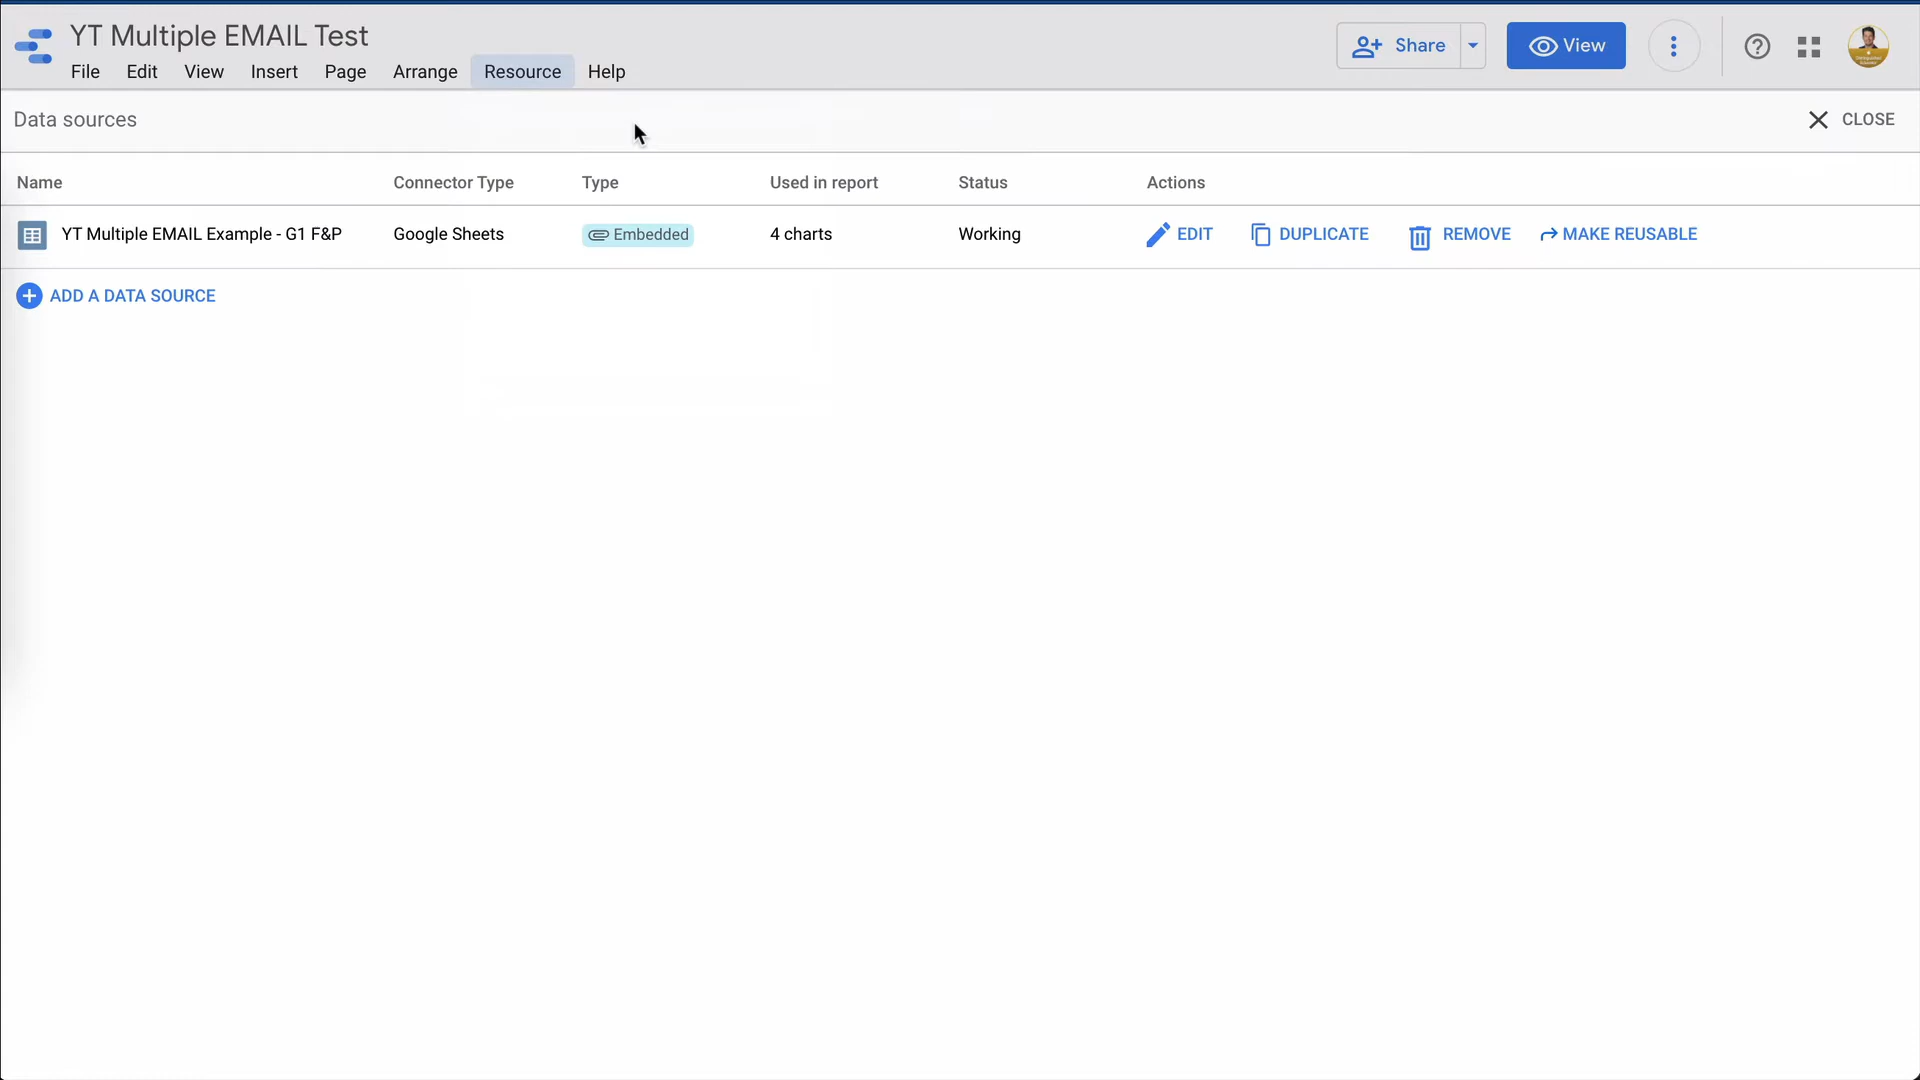 YT Multiple EMAIL Test
File Edit View Insert Page Arrange Resource Help
Share
View
Data sources
CLOSE
Name Connector Type Type Used in report Status Actions
YT Multiple EMAIL Example - G1 F&P Google Sheets Embedded 4 charts Working EDIT DUPLICATE REMOVE MAKE REUSABLE
ADD A DATA SOURCE